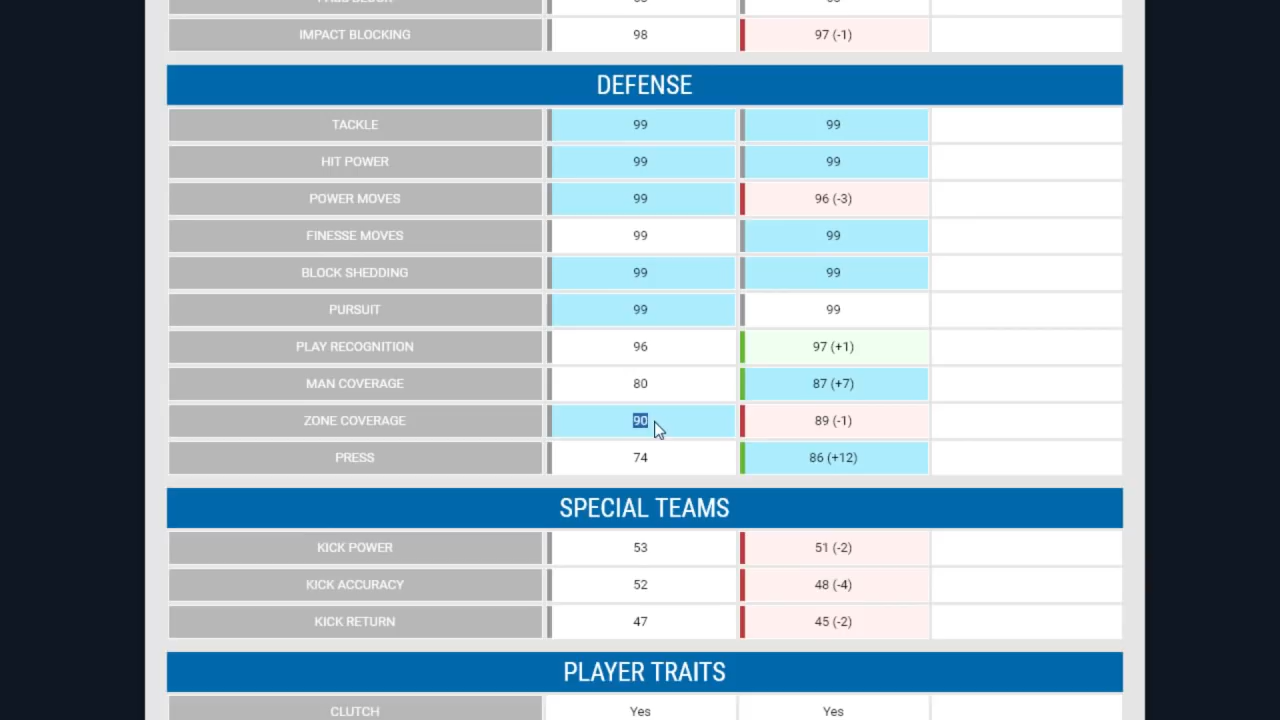 IMPACT BLOCKING 98 97 (-1)
DEFENSE
TACKLE 99 99
HIT POWER 99 99
POWER MOVES 99 96 (-3)
FINESSE MOVES 99 99
BLOCK SHEDDING 99 99
PURSUIT 99 99
PLAY RECOGNITION 96 97 (+1)
MAN COVERAGE 80 87 (+7)
ZONE COVERAGE 90 89 (-1)
PRESS 74 86 (+12)
SPECIAL TEAMS
KICK POWER 53 51 (-2)
KICK ACCURACY 52 48 (-4)
KICK RETURN 47 45 (-2)
PLAYER TRAITS
CLUTCH Yes Yes